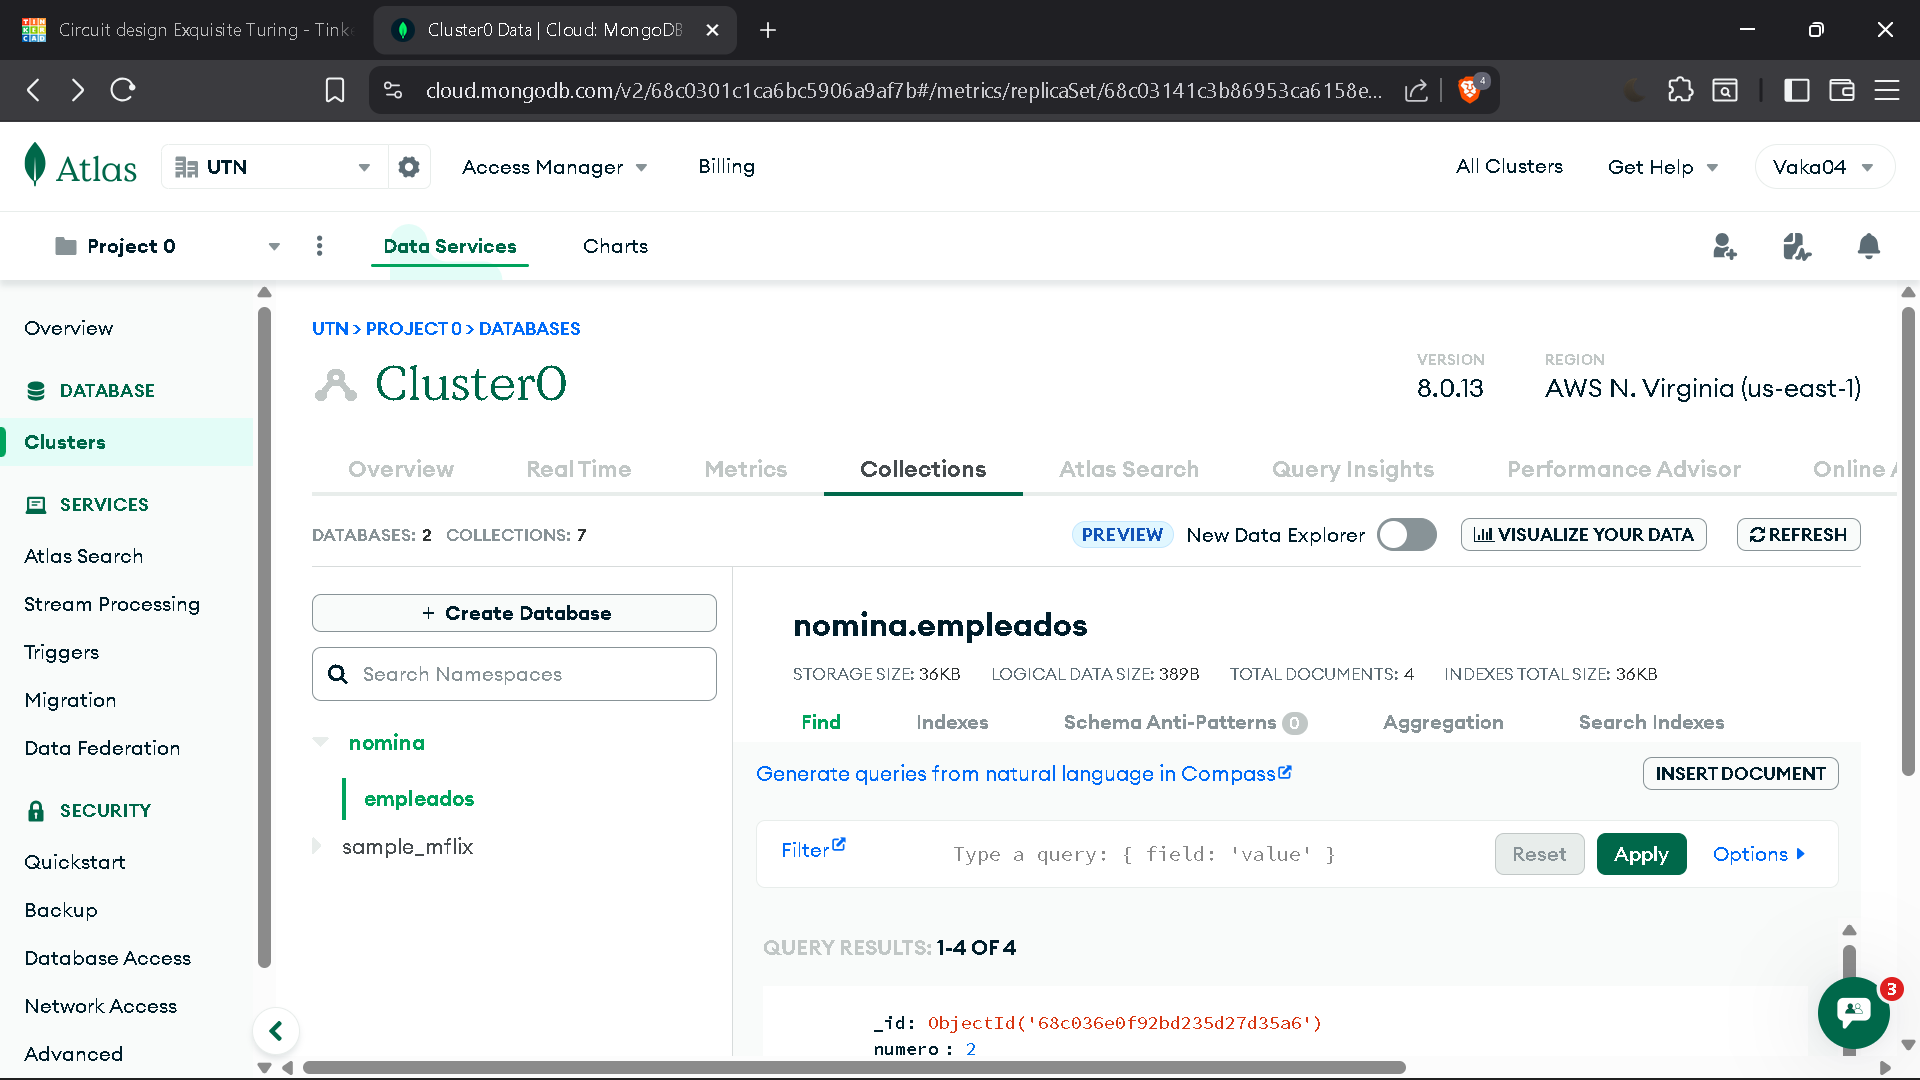 Circuit design Exquisite Turing - Tinke
Cluster0 Data | Cloud: MongoDB
cloud.mongodb.com/v2/68c0301c1ca6bc5906a9af7b#/metrics/replicaSet/68c03141c3b86953ca6158e...
4
Atlas
UTN
Access Manager
Billing
All Clusters
Get Help
Vaka04
Project 0
Data Services
Charts
Overview
DATABASE
Clusters
SERVICES
Atlas Search
Stream Processing
Triggers
Migration
Data Federation
SECURITY
Quickstart
Backup
Database Access
Network Access
Advanced
UTN > PROJECT 0 > DATABASES
Cluster0
VERSION
8.0.13
REGION
AWS N. Virginia (us-east-1)
Overview
Real Time
Metrics
Collections
Atlas Search
Query Insights
Performance Advisor
Online A
DATABASES: 2 COLLECTIONS: 7
PREVIEW New Data Explorer
VISUALIZE YOUR DATA
REFRESH
+ Create Database
Search Namespaces
nomina
empleados
sample_mflix
nomina.empleados
STORAGE SIZE: 36KB LOGICAL DATA SIZE: 389B TOTAL DOCUMENTS: 4 INDEXES TOTAL SIZE: 36KB
Find
Indexes
Schema Anti-Patterns 0
Aggregation
Search Indexes
Generate queries from natural language in Compass
INSERT DOCUMENT
Filter
Type a query: { field: 'value' }
Reset
Apply
Options
QUERY RESULTS: 1-4 OF 4
_id: ObjectId('68c036e0f92bd235d27d35a6')
numero : 2
3